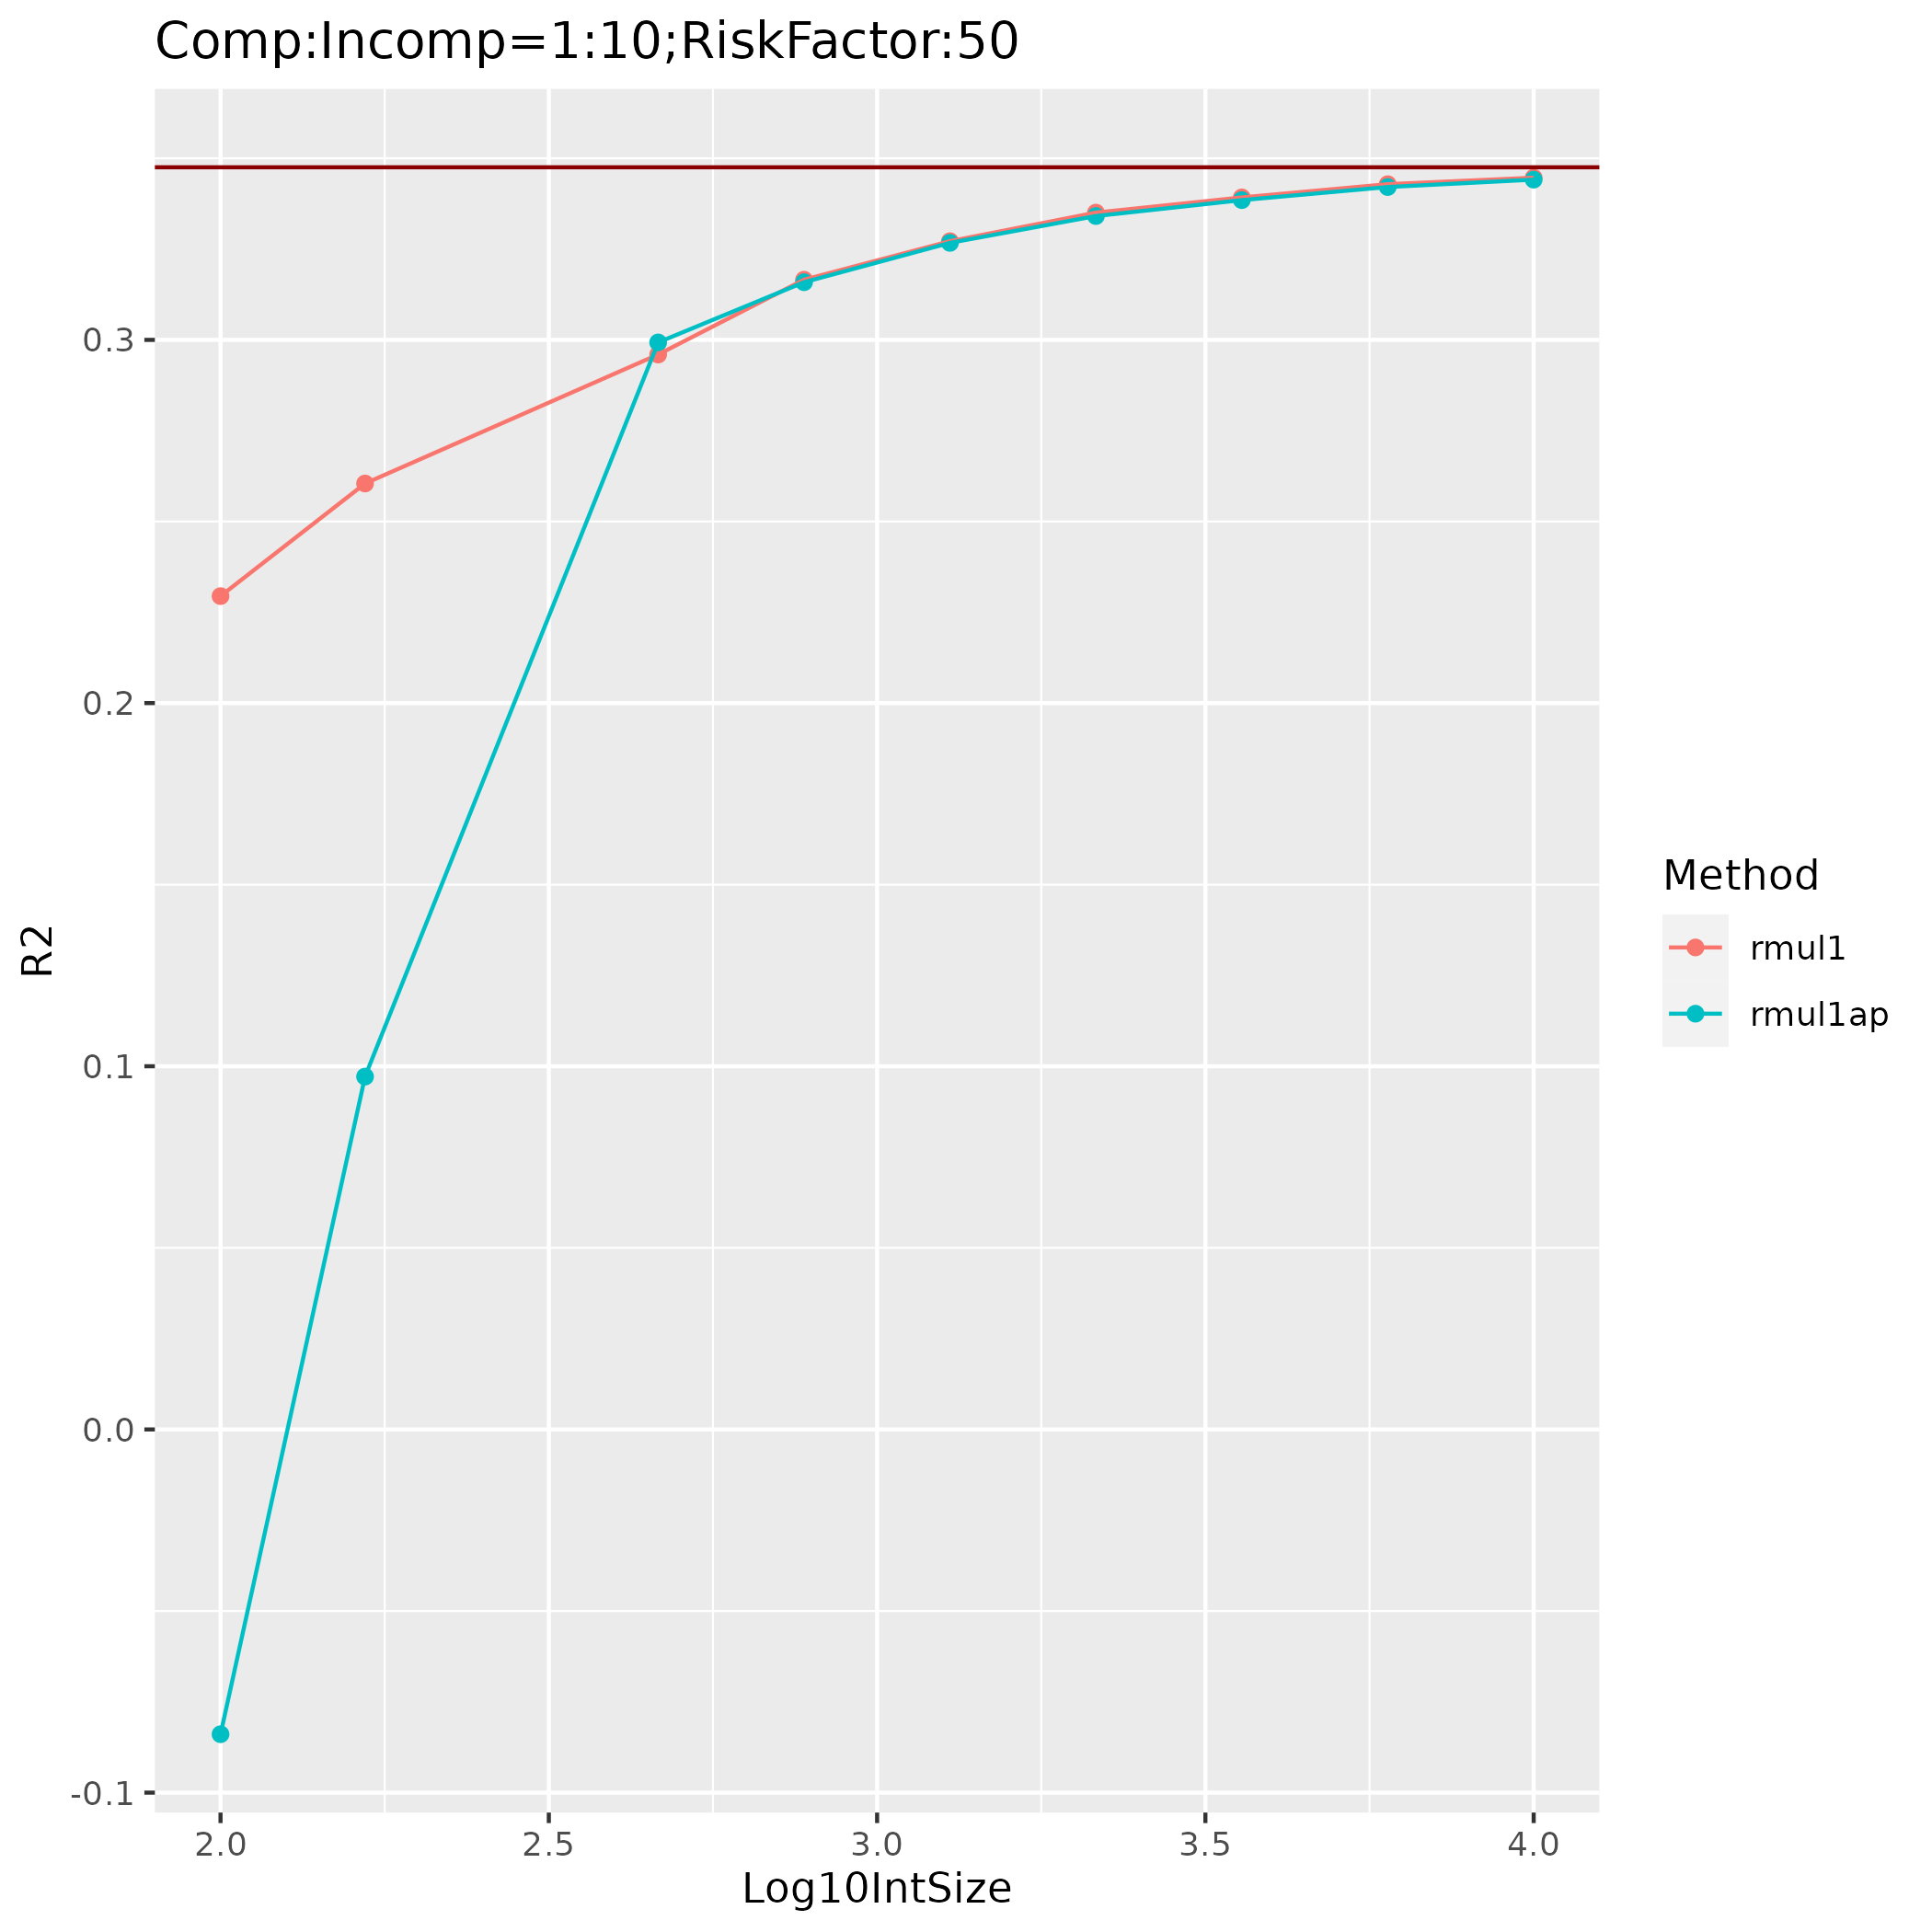 Comp:Incomp=1:10;RiskFactor:50
0.3
0.2
0.1
0.0
-0.1
R2
2.0 2.5 3.0 3.5 4.0
Log10IntSize
Method
rmul1
rmul1ap